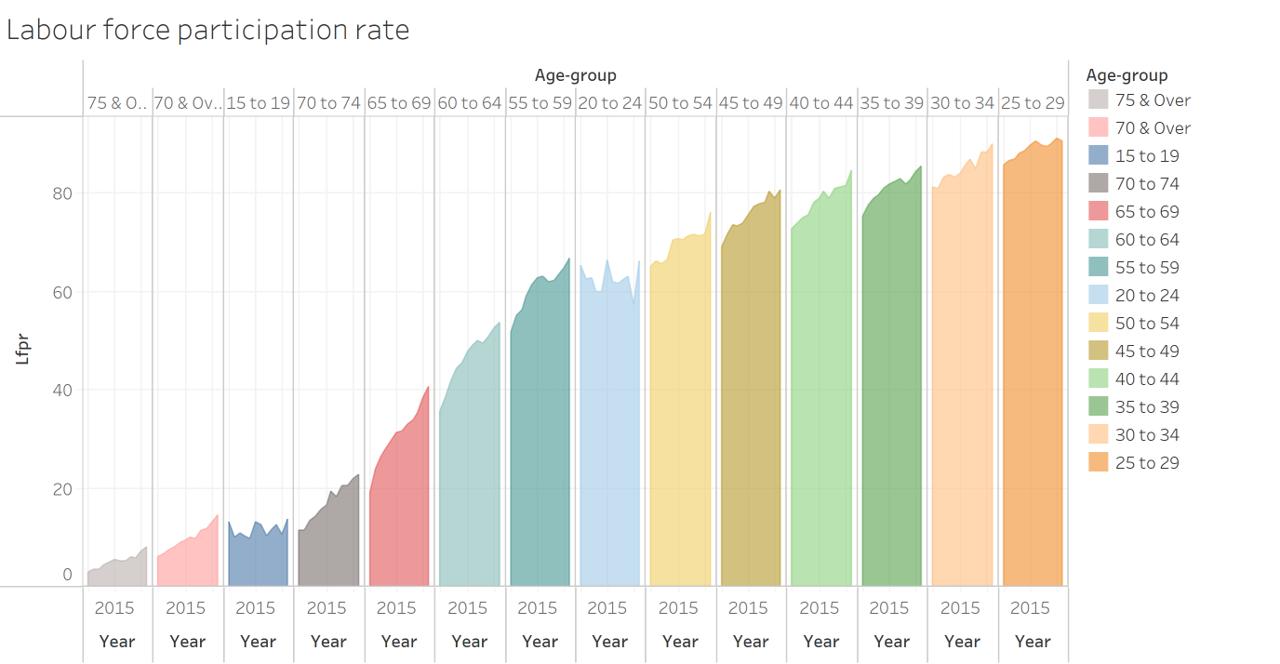 Labour force participation rate
Age-group
75 & O.. 70 & Ov.. 15 to 19 70 to 74 65 to 69 60 to 64 55 to 59 20 to 24 50 to 54 45 to 49 40 to 44 35 to 39 30 to 34 25 to 29
80
60
40
20
0
Lfpr
2015 2015 2015 2015 2015 2015 2015 2015 2015 2015 2015 2015 2015 2015
Year Year Year Year Year Year Year Year Year Year Year Year Year Year
Age-group
75 & Over
70 & Over
15 to 19
70 to 74
65 to 69
60 to 64
55 to 59
20 to 24
50 to 54
45 to 49
40 to 44
35 to 39
30 to 34
25 to 29